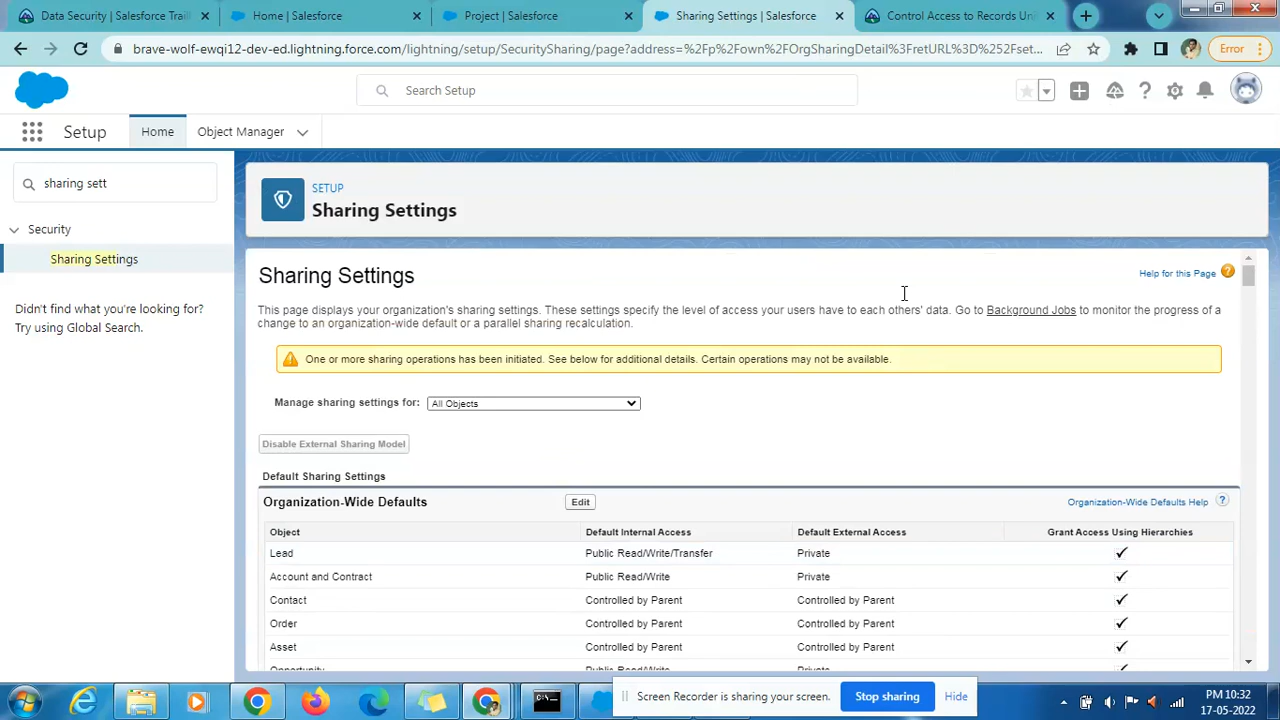 Data Security | Salesforce Trail
Home | Salesforce
Project | Salesforce
Sharing Settings | Salesforce
Control Access to Records Uni
brave-wolf-ewqi12-dev-ed.lightning.force.com/lightning/setup/SecuritySharing/page?address=%2Fp%2Fown%2FOrgSharingDetail%3FretURL%3D%252Fset...
Error
Search Setup
Setup
Home
Object Manager
sharing sett
Security
Sharing Settings
Didn't find what you're looking for?
Try using Global Search.
SETUP
Sharing Settings
Sharing Settings
Help for this Page
This page displays your organization's sharing settings. These settings specify the level of access your users have to each others' data. Go to Background Jobs to monitor the progress of a
change to an organization-wide default or a parallel sharing recalculation.
One or more sharing operations has been initiated. See below for additional details. Certain operations may not be available.
Manage sharing settings for: All Objects
Disable External Sharing Model
Default Sharing Settings
Organization-Wide Defaults Edit Organization-Wide Defaults Help
Object Default Internal Access Default External Access Grant Access Using Hierarchies
Lead Public Read/Write/Transfer Private
Account and Contract Public Read/Write Private
Contact Controlled by Parent Controlled by Parent
Order Controlled by Parent Controlled by Parent
Asset Controlled by Parent Controlled by Parent
Opportunity Public Read/Write Private
Screen Recorder is sharing your screen. Stop sharing Hide
PM 10:32
17-05-2022